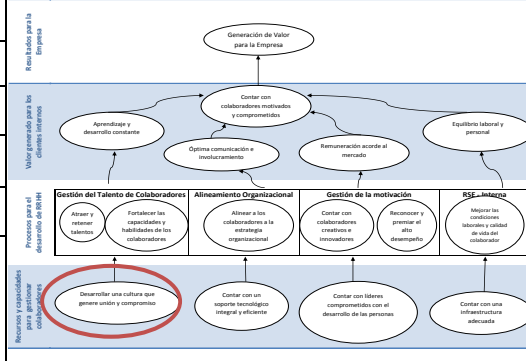 Resultados para la
Empresa
Generación de Valor
para la Empresa
Valor generado para los
clientes internos
Contar con
colaboradores motivados
y comprometidos
Aprendizaje y
desarrollo constante
Óptima comunicación e
involucramiento
Remuneración acorde al
mercado
Equilibrio laboral y
personal
Procesos para el
desarrollo de RRHH
Gestión del Talento de Colaboradores
Atraer y
retener
talentos
Fortalecer las
capacidades y
habilidades de los
colaboradores
Alineamiento Organizacional
Alinear a los
colaboradores a la
estrategia
organizacional
Gestión de la motivación
Contar con
colaboradores
creativos e
innovadores
Reconocer y
premiar el
alto
desempeño
RSE - Interna
Mejorar las
condiciones
laborales y calidad
de vida del
colaborador
Recursos y capacidades
para gestionar
colaboradores
Desarrollar una cultura que
genere unión y compromiso
Contar con un
soporte tecnológico
integral y eficiente
Contar con líderes
comprometidos con el
desarrollo de las personas
Contar con una
infraestructura
adecuada